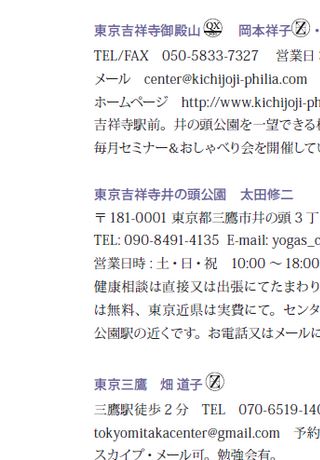 東京吉祥寺御殿山 QX 岡本祥子 Z ・
TEL/FAX 050-5833-7327 営業日
メール center@kichijoji-philia.com
ホームページ http://www.kichijoji-ph
吉祥寺駅前。井の頭公園を一望できる
毎月セミナー&おしゃべり会を開催してい
東京吉祥寺井の頭公園 太田修二
〒181-0001 東京都三鷹市井の頭 3 丁
TEL: 090-8491-4135 E-mail: yogas_
営業日時 : 土・日・祝 10:00 ～ 18:00
健康相談は直接又は出張にてたまわり
は無料、東京近県は実費にて。センタ
公園駅の近くです。お電話又はメールに
東京三鷹 畑 道子 Z
三鷹駅徒歩 2 分 TEL 070-6519-140
tokyomitakacenter@gmail.com 予約
スカイプ・メール可。勉強会有。